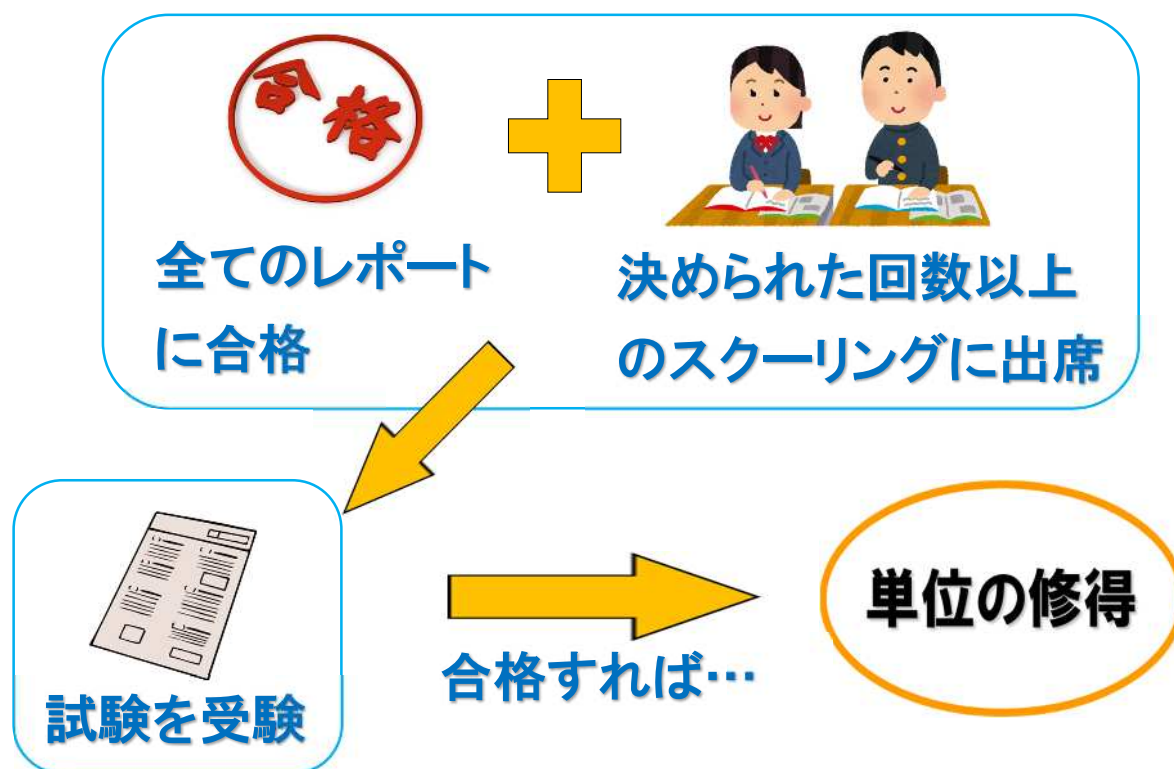 合格
全てのレポート
に合格
決められた回数以上
のスクーリングに出席
試験を受験
合格すれば…
単位の修得